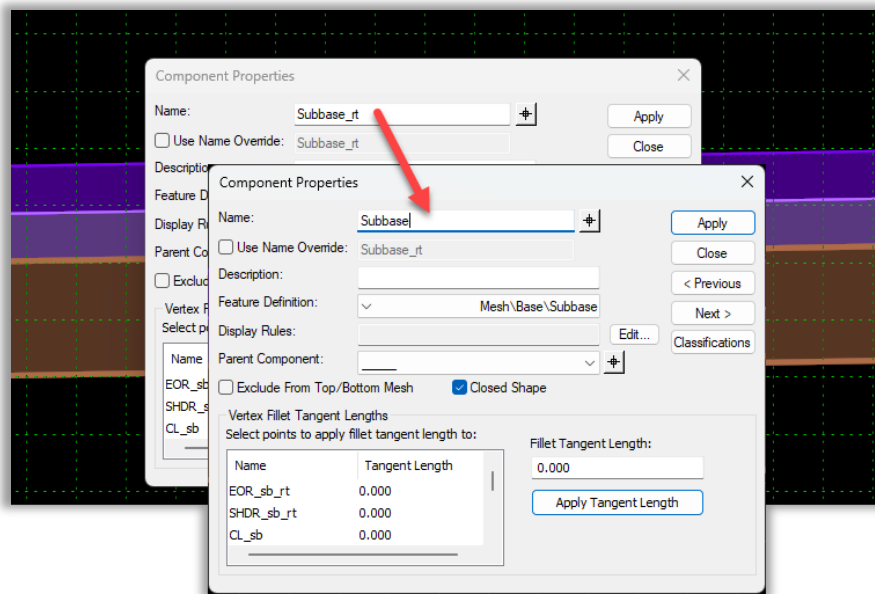 Component Properties
Name:
Subbase_rt
Apply
Use Name Override:
Subbase_rt
Close
Description
Feature D
Display Ru
Parent Co
Exclud
Vertex F
Select po
Name
EOR_sb
SHDR_s
CL_sb
Component Properties
Name:
Subbase
Apply
Use Name Override:
Subbase_rt
Close
Description:
< Previous
Feature Definition:
Mesh\Base\Subbase
Next >
Display Rules:
Edit...
Classifications
Parent Component:
Exclude From Top/Bottom Mesh
Closed Shape
Vertex Fillet Tangent Lengths
Select points to apply fillet tangent length to:
Fillet Tangent Length:
Name
Tangent Length
0.000
EOR_sb_rt
0.000
Apply Tangent Length
SHDR_sb_rt
0.000
CL_sb
0.000